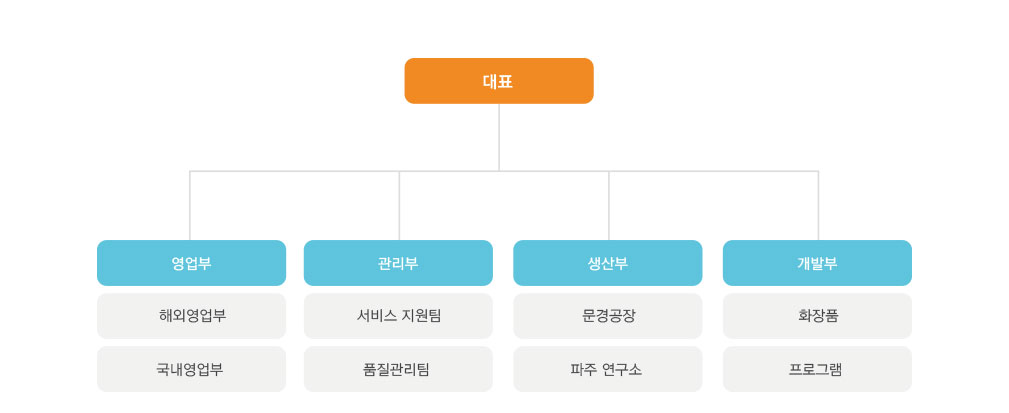 대표
영업부
관리부
생산부
개발부
해외영업부
서비스 지원팀
문경공장
화장품
국내영업부
품질관리팀
파주 연구소
프로그램